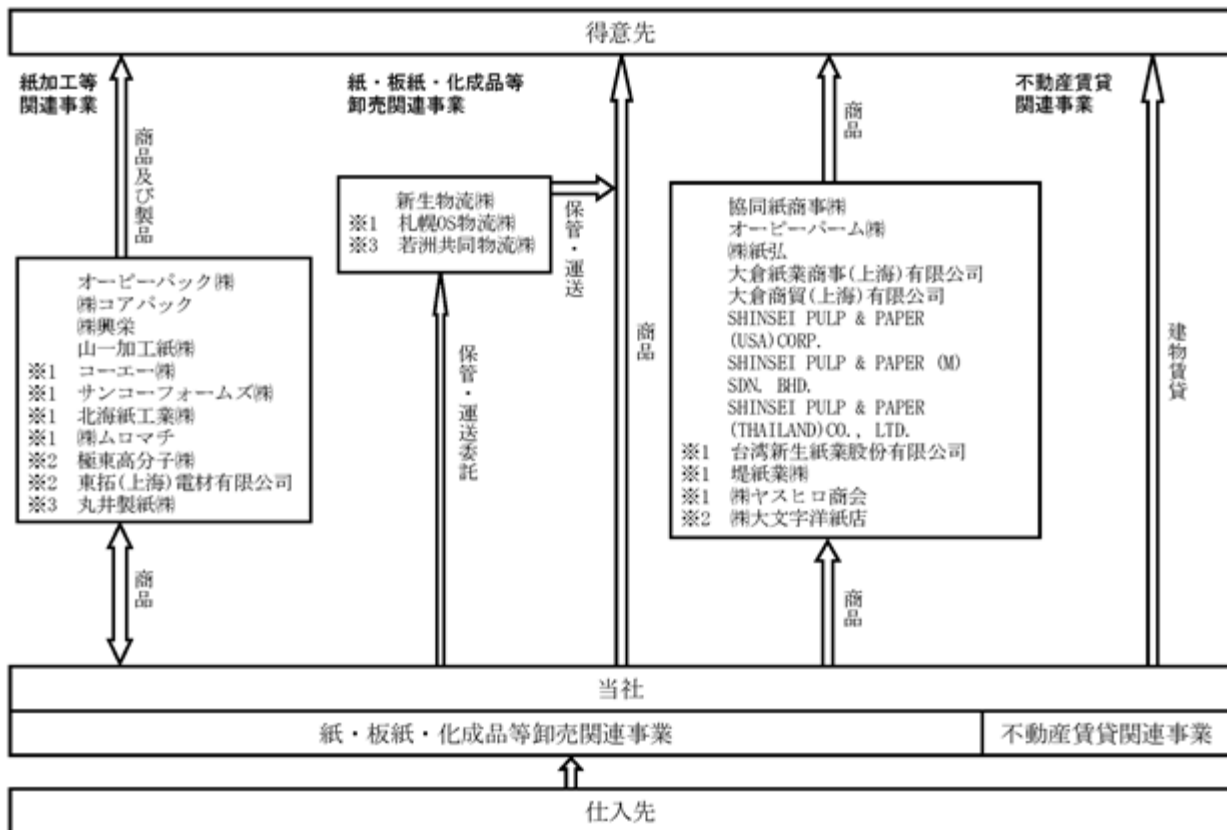 得意先
紙加工等
関連事業
商品及び製品
オーピーパック㈱
㈱コアパック
㈱興栄
山一加工紙㈱
※1 コーエー㈱
※1 サンコーフォームズ㈱
※1 北海紙工業㈱
※1 ㈱ムロマチ
※2 極東高分子㈱
※2 東拓(上海)電材有限公司
※3 丸井製紙㈱
商品
紙・板紙・化成品等
卸売関連事業
新生物流㈱
※1 札幌OS物流㈱
※3 若洲共同物流㈱
保管・運送
保管・運送委託
商品
商品
協同紙商事㈱
オーピーパーム㈱
㈱紙弘
大倉紙業商事(上海)有限公司
大倉商貿(上海)有限公司
SHINSEI PULP & PAPER
(USA)CORP.
SHINSEI PULP & PAPER (M)
SDN. BHD.
SHINSEI PULP & PAPER
(THAILAND)CO., LTD.
※1 台湾新生紙業股份有限公司
※1 堤紙業㈱
※1 ㈱ヤスヒロ商会
※2 ㈱大文字洋紙店
商品
不動産賃貸
関連事業
建物賃貸
当社
紙・板紙・化成品等卸売関連事業
不動産賃貸関連事業
仕入先